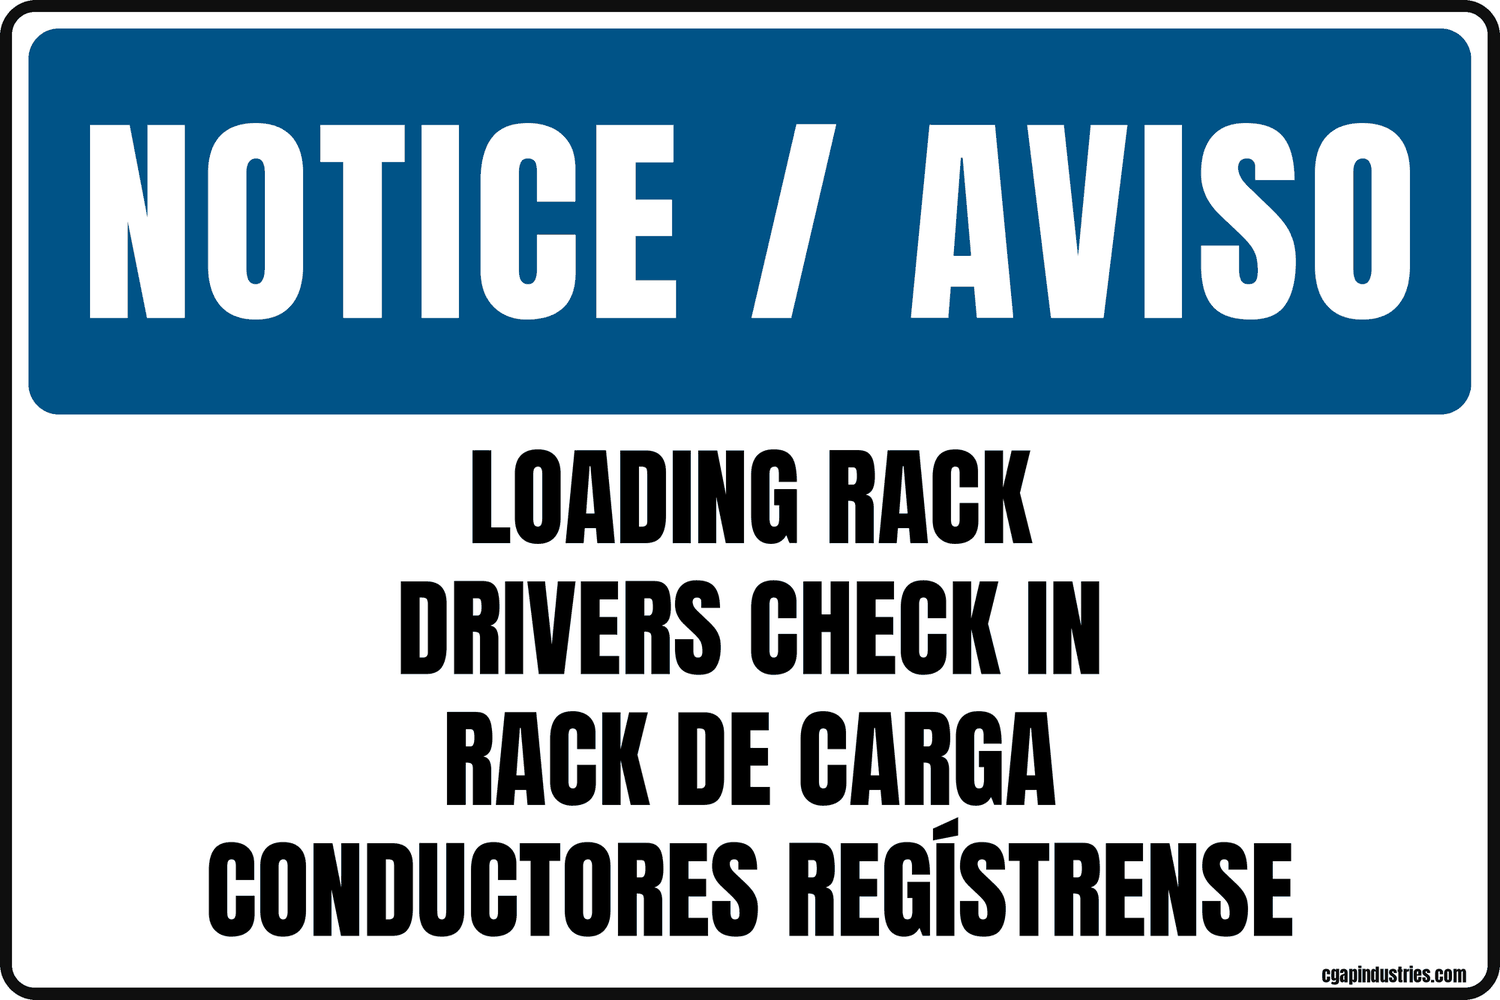 NOTICE / AVISO
LOADING RACK
DRIVERS CHECK IN
RACK DE CARGA
CONDUCTORES REGÍSTRENSE
cgapindustries.com